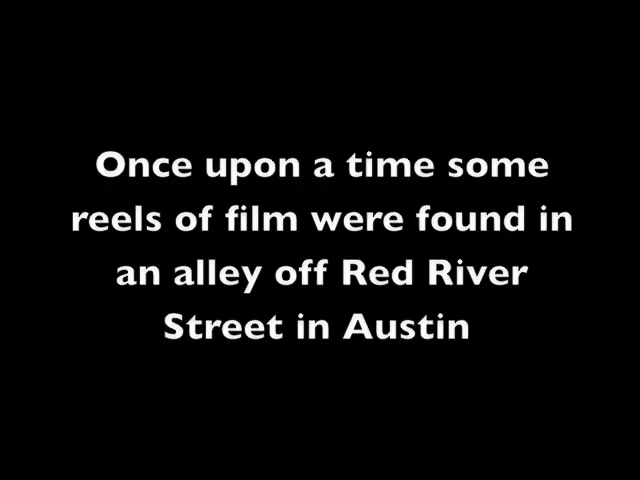 Once upon a time some
reels of film were found in
an alley off Red River
Street in Austin